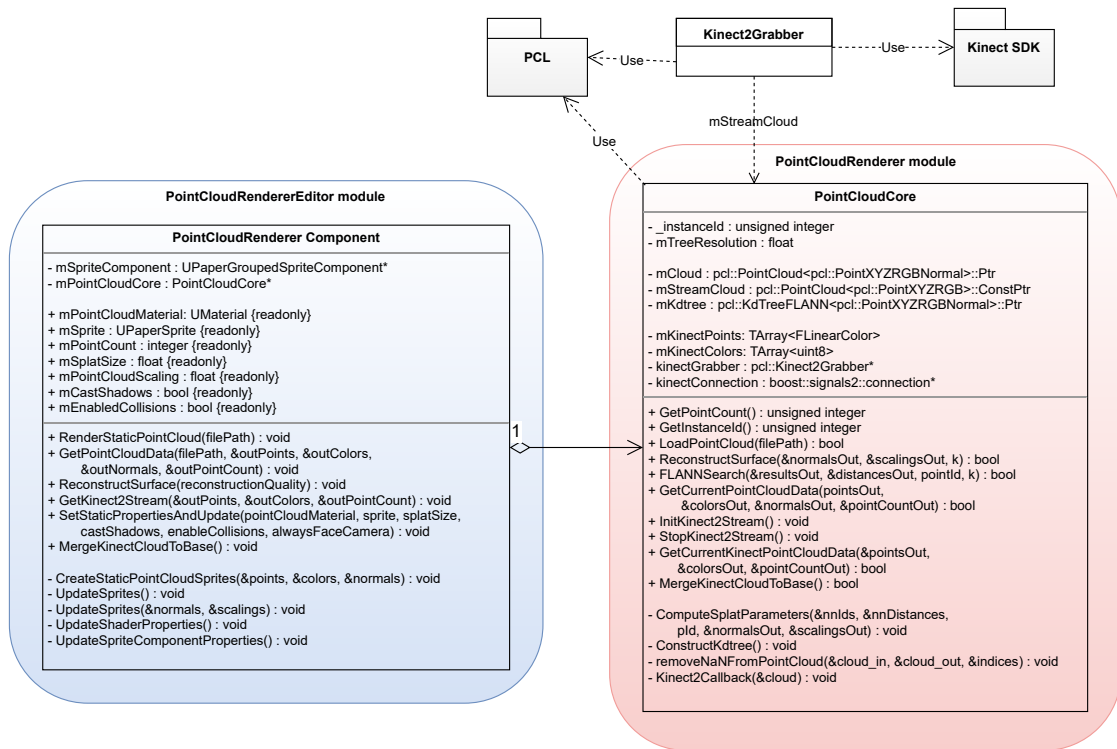 Kinect2Grabber
PCL
Kinect SDK
Use
Use
mStreamCloud
Use
PointCloudRendererEditor module
PointCloudRenderer Component
- mSpriteComponent : UPaperGroupedSpriteComponent*
- mPointCloudCore : PointCloudCore*
+ mPointCloudMaterial: UMaterial {readonly}
+ mSprite : UPaperSprite {readonly}
+ mPointCount : integer {readonly}
+ mSplatSize : float {readonly}
+ mPointCloudScaling : float {readonly}
+ mCastShadows : bool {readonly}
+ mEnabledCollisions : bool {readonly}
+ RenderStaticPointCloud(filePath) : void
+ GetPointCloudData(filePath, &outPoints, &outColors,
&outNormals, &outPointCount) : void
+ ReconstructSurface(reconstructionQuality) : void
+ GetKinect2Stream(&outPoints, &outColors, &outPointCount) : void
+ SetStaticPropertiesAndUpdate(pointCloudMaterial, sprite, splatSize,
castShadows, enableCollisions, alwaysFaceCamera) : void
+ MergeKinectCloudToBase() : void
- CreateStaticPointCloudSprites(&points, &colors, &normals) : void
- UpdateSprites() : void
- UpdateSprites(&normals, &scalings) : void
- UpdateShaderProperties() : void
- UpdateSpriteComponentProperties() : void
1
PointCloudRenderer module
PointCloudCore
- _instanceId : unsigned integer
- mTreeResolution : float
- mCloud : pcl::PointCloud<pcl::PointXYZRGBNormal>::Ptr
- mStreamCloud : pcl::PointCloud<pcl::PointXYZRGB>::ConstPtr
- mKdtree : pcl::KdTreeFLANN<pcl::PointXYZRGBNormal>::Ptr
- mKinectPoints: TArray<FLinearColor>
- mKinectColors: TArray<uint8>
- kinectGrabber : pcl::Kinect2Grabber*
- kinectConnection : boost::signals2::connection*
+ GetPointCount() : unsigned integer
+ GetInstanceId() : unsigned integer
+ LoadPointCloud(filePath) : bool
+ ReconstructSurface(&normalsOut, &scalingsOut, k) : bool
+ FLANNSearch(&resultsOut, &distancesOut, pointId, k) : bool
+ GetCurrentPointCloudData(pointsOut,
&colorsOut, &normalsOut, &pointCountOut) : bool
+ InitKinect2Stream() : void
+ StopKinect2Stream() : void
+ GetCurrentKinectPointCloudData(&pointsOut,
&colorsOut, &pointCountOut) : bool
+ MergeKinectCloudToBase() : bool
- ComputeSplatParameters(&nnIds, &nnDistances,
pId, &normalsOut, &scalingsOut) : void
- ConstructKdtree() : void
- removeNaNFromPointCloud(&cloud_in, &cloud_out, &indices) : void
- Kinect2Callback(&cloud) : void